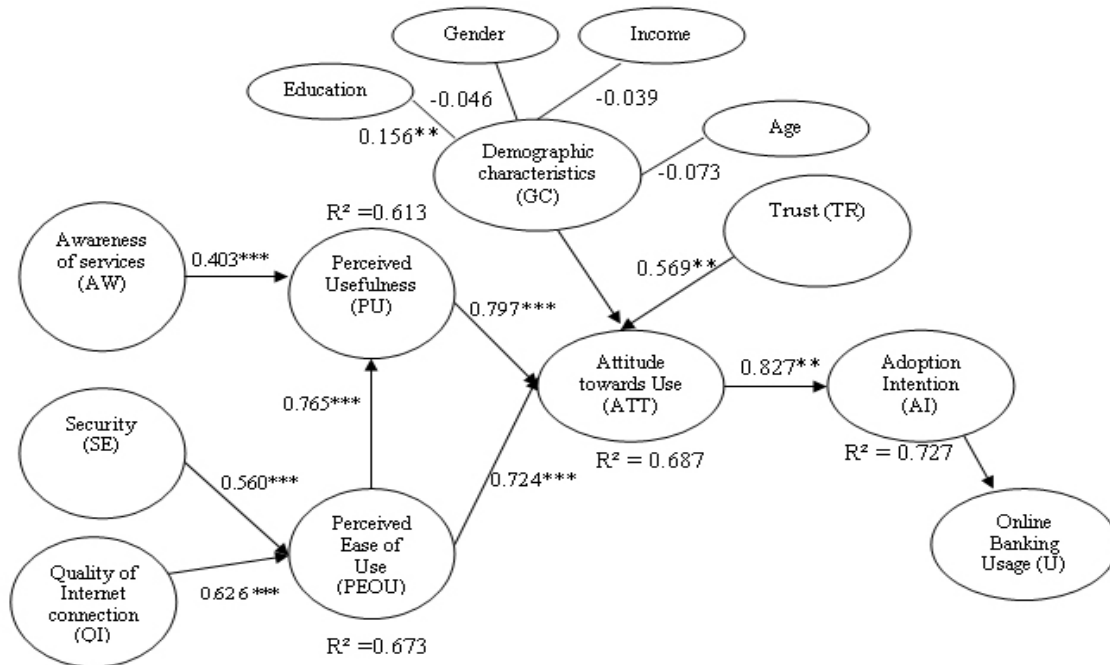 Gender
Income
Education
-0.046
-0.039
0.156**
Age
Demographic
characteristics
(GC)
-0.073
Trust (TR)
R² =0.613
Awareness
of services
(AW)
0.403***
Perceived
Usefulness
(PU)
0.569**
0.797***
Attitude
towards Use
(ATT)
0.827**
Adoption
Intention
(AI)
0.765***
Security
(SE)
R² = 0.687
R² = 0.727
0.560***
0.724***
Perceived
Ease of
Use
(PEOU)
Online
Banking
Usage (U)
Quality of
Internet
connection
(QI)
0.626***
R² =0.673